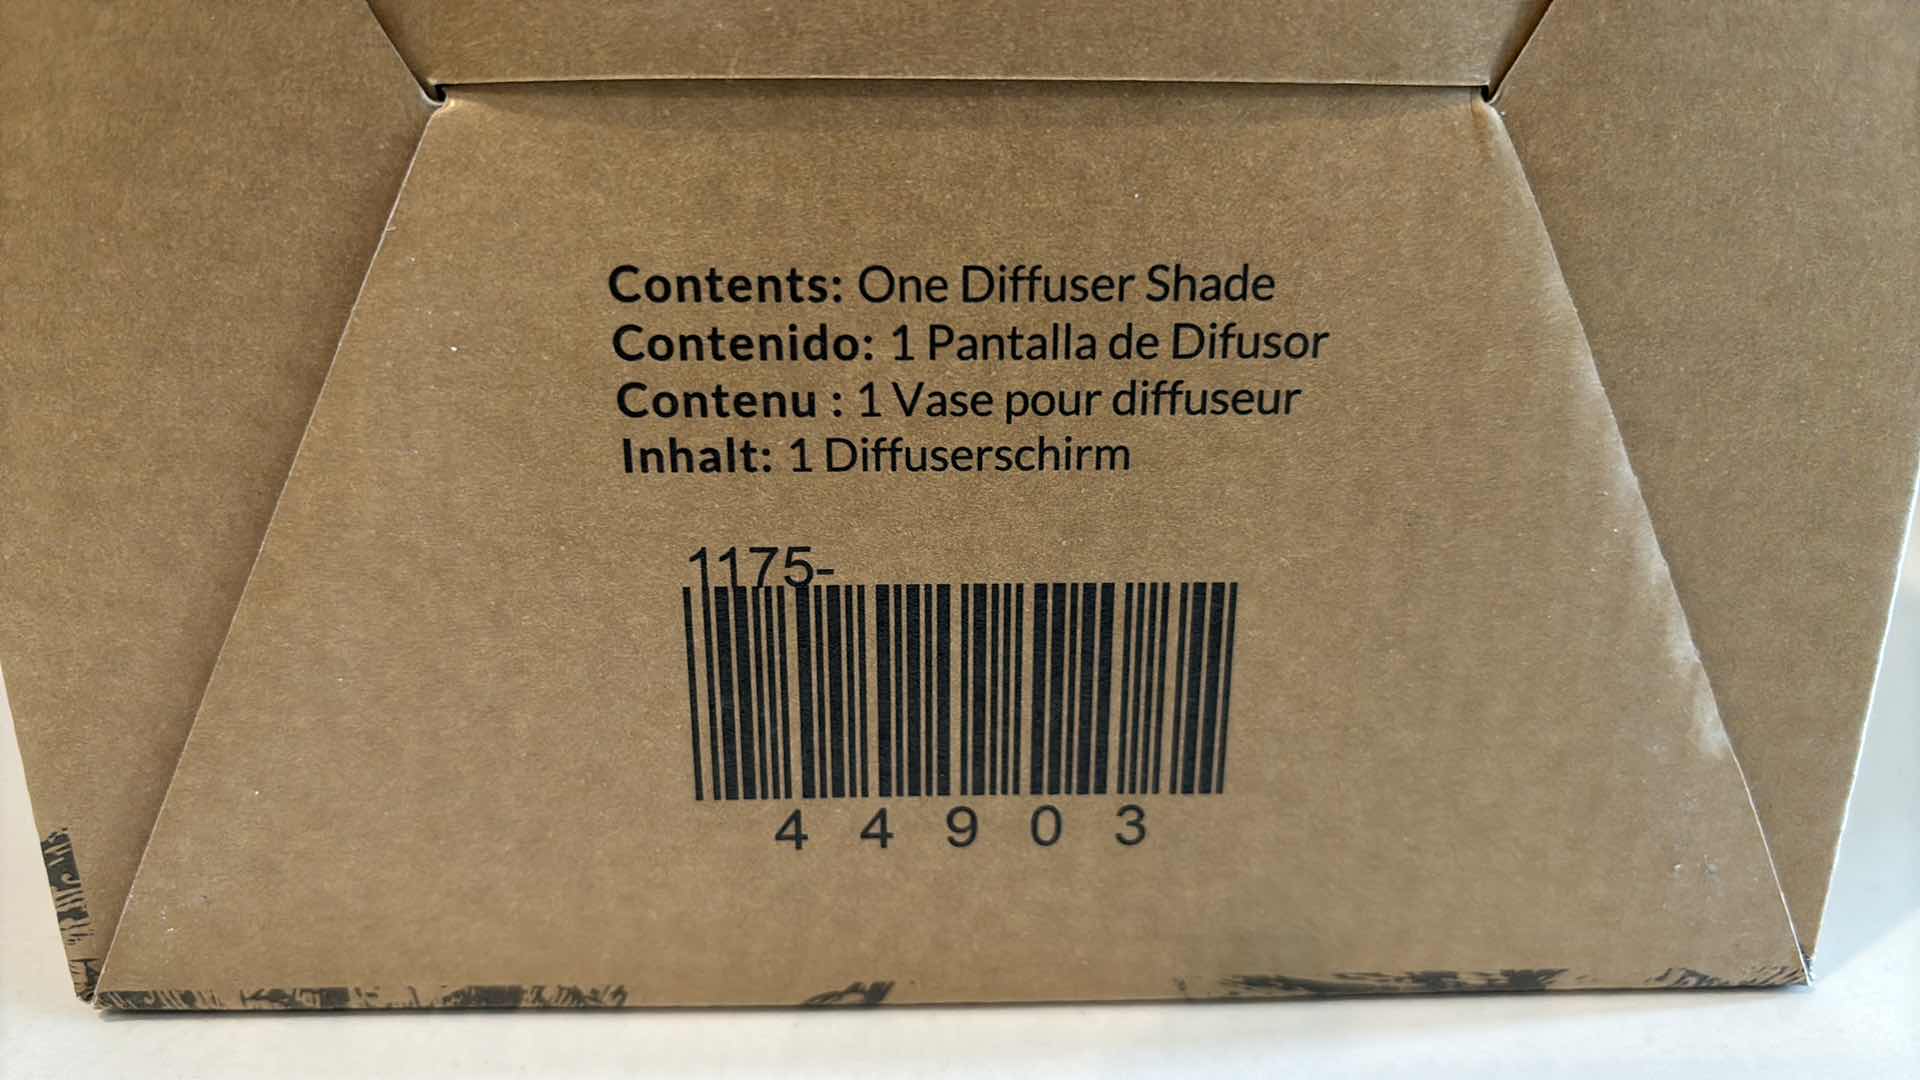 Contents: One Diffuser Shade
Contenido: 1 Pantalla de Difusor
Contenu : 1 Vase pour diffuseur
Inhalt: 1 Diffuserschirm
1175-
4 4 9 0 3